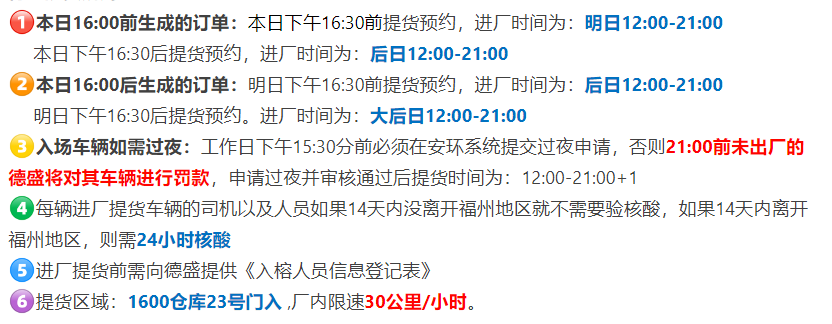 1本日16:00前生成的订单：本日下午16:30前提货预约，进厂时间为：明日12:00-21:00
本日下午16:30后提货预约，进厂时间为：后日12:00-21:00
2本日16:00后生成的订单：明日下午16:30前提货预约，进厂时间为：后日12:00-21:00
明日下午16:30后提货预约。进厂时间为：大后日12:00-21:00
3入场车辆如需过夜：工作日下午15:30分前必须在安环系统提交过夜申请，否则21:00前未出厂的
德盛将对其车辆进行罚款，申请过夜并审核通过后提货时间为：12:00-21:00+1
4每辆进厂提货车辆的司机以及人员如果14天内没离开福州地区就不需要验核酸，如果14天内离开
福州地区，则需24小时核酸
5进厂提货前需向德盛提供《入榕人员信息登记表》
6提货区域：1600仓库23号门入 ,厂内限速30公里/小时。